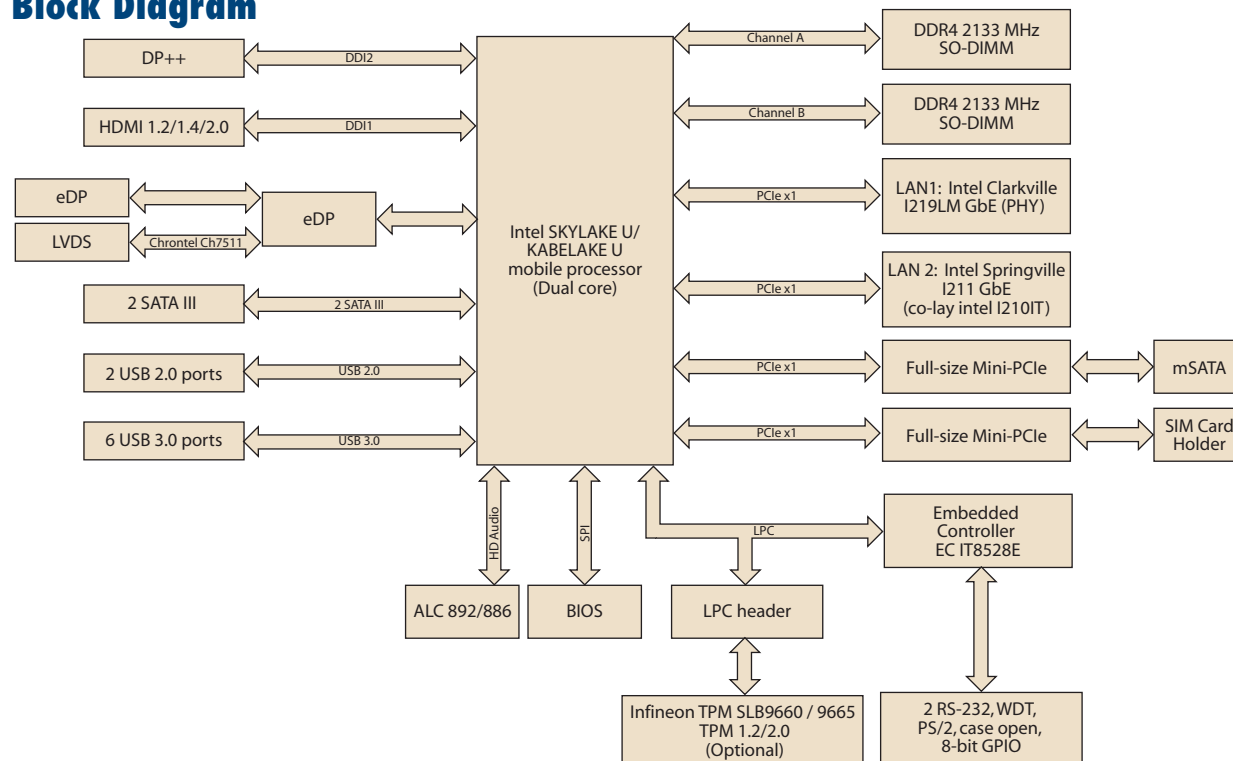 Block Diagram
DP++
DDI2
HDMI 1.2/1.4/2.0
DDI1
eDP
LVDS
Chrontel Ch7511
eDP
2 SATA III
2 SATA III
2 USB 2.0 ports
USB 2.0
6 USB 3.0 ports
USB 3.0
Intel SKYLAKE U/
KABELAKE U
mobile processor
(Dual core)
Channel A
DDR4 2133 MHz
SO-DIMM
Channel B
DDR4 2133 MHz
SO-DIMM
PCIe x1
LAN1: Intel Clarkville
I219LM GbE (PHY)
PCIe x1
LAN 2: Intel Springville
I211 GbE
(co-lay intel I210IT)
PCIe x1
Full-size Mini-PCIe
mSATA
PCIe x1
Full-size Mini-PCIe
SIM Card
Holder
HD Audio
SPI
LPC
Embedded
Controller
EC IT8528E
ALC 892/886
BIOS
LPC header
Infineon TPM SLB9660 / 9665
TPM 1.2/2.0
(Optional)
2 RS-232, WDT,
PS/2, case open,
8-bit GPIO